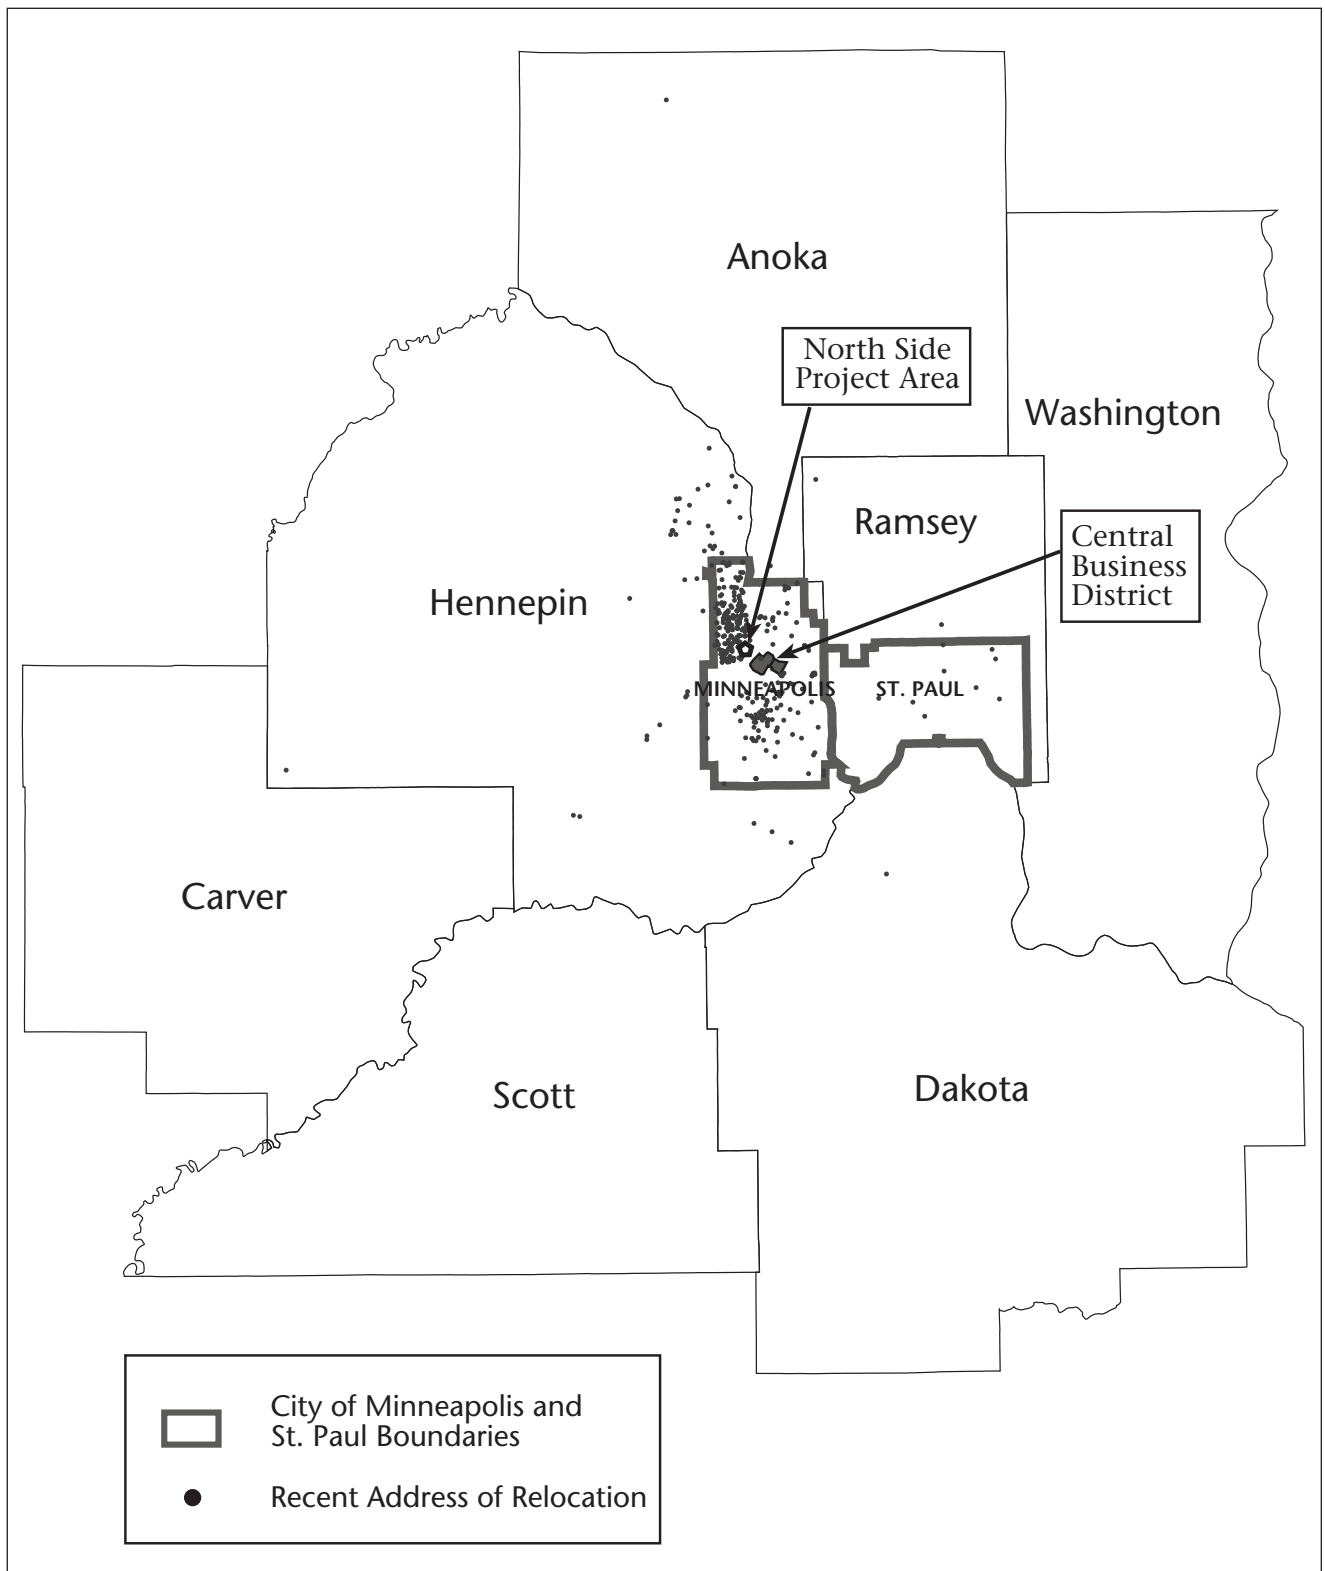 Anoka
North Side
Project Area
Washington
Ramsey
Central
Business
District
Hennepin
MINNEAPOLIS
ST. PAUL
Carver
Scott
Dakota
City of Minneapolis and
St. Paul Boundaries
Recent Address of Relocation